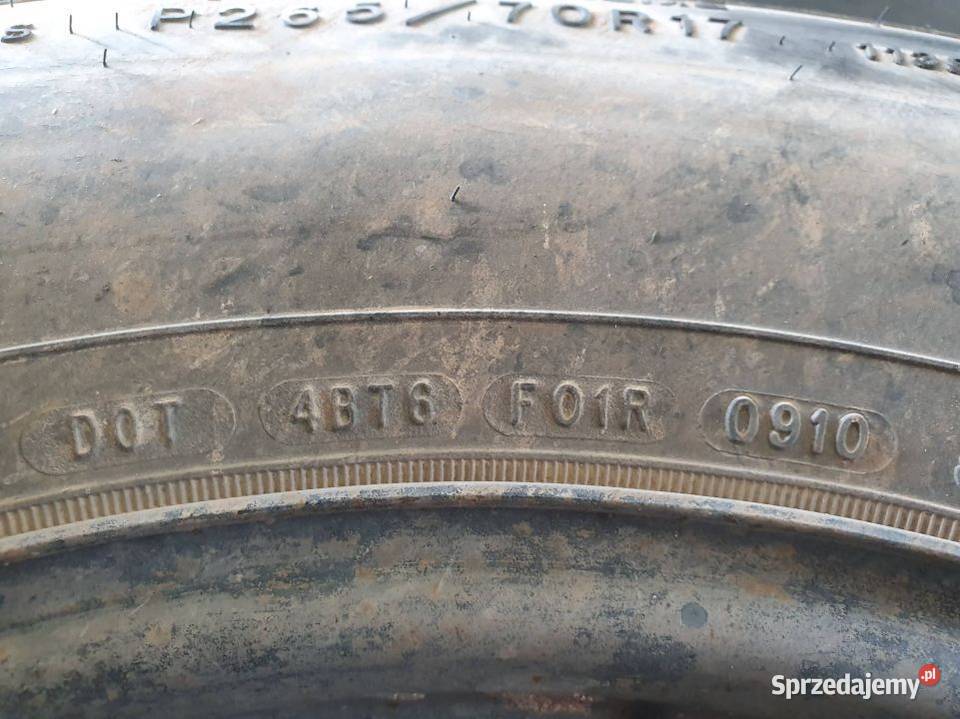 P265/70R17
DOT 4BT6 F01R 0910
Sprzedajemy.pl